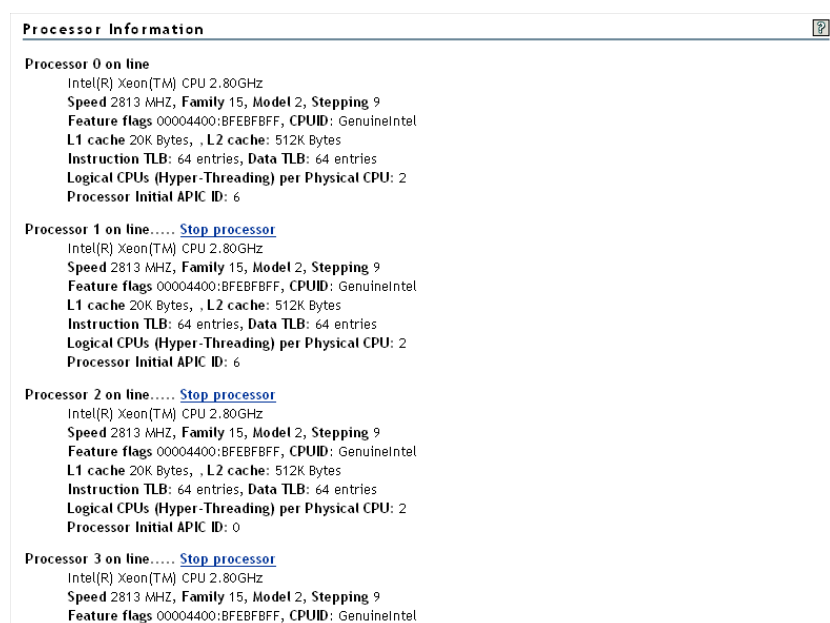 Processor Information
?
Processor 0 on line
Intel(R) Xeon(TM) CPU 2.80GHz
Speed 2813 MHZ, Family 15, Model 2, Stepping 9
Feature flags 00004400:BFEBFBFF, CPUID: GenuineIntel
L1 cache 20K Bytes, , L2 cache: 512K Bytes
Instruction TLB: 64 entries, Data TLB: 64 entries
Logical CPUs (Hyper-Threading) per Physical CPU: 2
Processor Initial APIC ID: 6
Processor 1 on line..... Stop processor
Intel(R) Xeon(TM) CPU 2.80GHz
Speed 2813 MHZ, Family 15, Model 2, Stepping 9
Feature flags 00004400:BFEBFBFF, CPUID: GenuineIntel
L1 cache 20K Bytes, , L2 cache: 512K Bytes
Instruction TLB: 64 entries, Data TLB: 64 entries
Logical CPUs (Hyper-Threading) per Physical CPU: 2
Processor Initial APIC ID: 6
Processor 2 on line..... Stop processor
Intel(R) Xeon(TM) CPU 2.80GHz
Speed 2813 MHZ, Family 15, Model 2, Stepping 9
Feature flags 00004400:BFEBFBFF, CPUID: GenuineIntel
L1 cache 20K Bytes, , L2 cache: 512K Bytes
Instruction TLB: 64 entries, Data TLB: 64 entries
Logical CPUs (Hyper-Threading) per Physical CPU: 2
Processor Initial APIC ID: 0
Processor 3 on line..... Stop processor
Intel(R) Xeon(TM) CPU 2.80GHz
Speed 2813 MHZ, Family 15, Model 2, Stepping 9
Feature flags 00004400:BFEBFBFF, CPUID: GenuineIntel